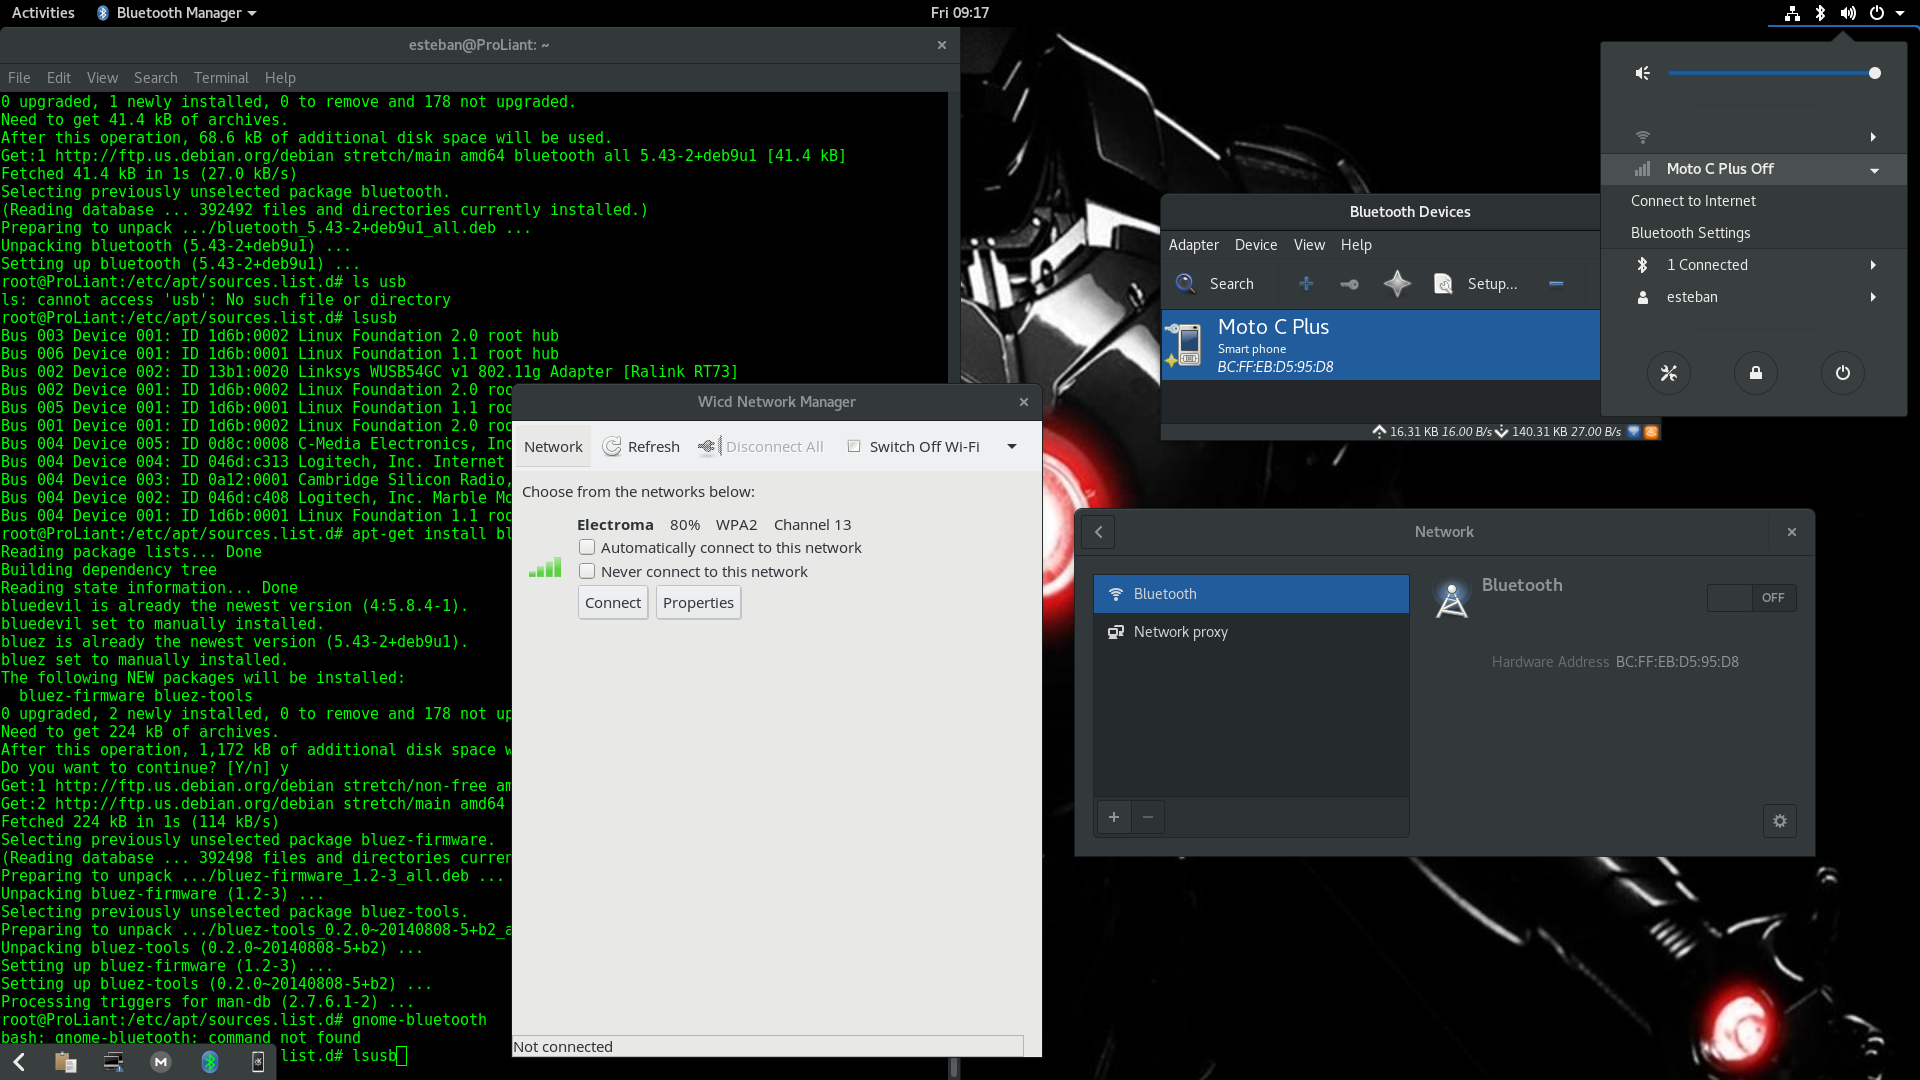 Activities
Bluetooth Manager
Fri 09:17
esteban@ProLiant: ~
File Edit View Search Terminal Help
0 upgraded, 1 newly installed, 0 to remove and 178 not upgraded.
Need to get 41.4 kB of archives.
After this operation, 68.6 kB of additional disk space will be used.
Get:1 http://ftp.us.debian.org/debian stretch/main amd64 bluetooth all 5.43-2+deb9u1 [41.4 kB]
Fetched 41.4 kB in 1s (27.0 kB/s)
Selecting previously unselected package bluetooth.
(Reading database ... 392492 files and directories currently installed.)
Preparing to unpack .../bluetooth_5.43-2+deb9u1_all.deb ...
Unpacking bluetooth (5.43-2+deb9u1) ...
Setting up bluetooth (5.43-2+deb9u1) ...
root@ProLiant:/etc/apt/sources.list.d# ls usb
ls: cannot access 'usb': No such file or directory
root@ProLiant:/etc/apt/sources.list.d# lsusb
Bus 003 Device 001: ID 1d6b:0002 Linux Foundation 2.0 root hub
Bus 006 Device 001: ID 1d6b:0001 Linux Foundation 1.1 root hub
Bus 002 Device 002: ID 13b1:0020 Linksys WUSB54GC v1 802.11g Adapter [Ralink RT73]
Bus 002 Device 001: ID 1d6b:0002 Linux Foundation 2.0 roo
Bus 005 Device 001: ID 1d6b:0001 Linux Foundation 1.1 roo
Bus 001 Device 001: ID 1d6b:0002 Linux Foundation 2.0 roo
Bus 004 Device 005: ID 0d8c:0008 C-Media Electronics, Inc
Bus 004 Device 004: ID 046d:c313 Logitech, Inc. Internet
Bus 004 Device 003: ID 0a12:0001 Cambridge Silicon Radio,
Bus 004 Device 002: ID 046d:c408 Logitech, Inc. Marble Mo
Bus 004 Device 001: ID 1d6b:0001 Linux Foundation 1.1 roo
root@ProLiant:/etc/apt/sources.list.d# apt-get install bl
Reading package lists... Done
Building dependency tree
Reading state information... Done
bluedevil is already the newest version (4:5.8.4-1).
bluedevil set to manually installed.
bluez is already the newest version (5.43-2+deb9u1).
bluez set to manually installed.
The following NEW packages will be installed:
bluez-firmware bluez-tools
0 upgraded, 2 newly installed, 0 to remove and 178 not up
Need to get 224 kB of archives.
After this operation, 1,172 kB of additional disk space w
Do you want to continue? [Y/n] y
Get:1 http://ftp.us.debian.org/debian stretch/non-free am
Get:2 http://ftp.us.debian.org/debian stretch/main amd64
Fetched 224 kB in 1s (114 kB/s)
Selecting previously unselected package bluez-firmware.
(Reading database ... 392498 files and directories curren
Preparing to unpack .../bluez-firmware_1.2-3_all.deb ...
Unpacking bluez-firmware (1.2-3) ...
Selecting previously unselected package bluez-tools.
Preparing to unpack .../bluez-tools_0.2.0~20140808-5+b2_a
Unpacking bluez-tools (0.2.0~20140808-5+b2) ...
Setting up bluez-firmware (1.2-3) ...
Setting up bluez-tools (0.2.0~20140808-5+b2) ...
Processing triggers for man-db (2.7.6.1-2) ...
root@ProLiant:/etc/apt/sources.list.d# gnome-bluetooth
bash: gnome-bluetooth: command not found
list.d# lsusb
Wicd Network Manager
Network Refresh Disconnect All Switch Off Wi-Fi
Choose from the networks below:
Electroma 80% WPA2 Channel 13
Automatically connect to this network
Never connect to this network
Connect Properties
Not connected
Bluetooth Devices
Adapter Device View Help
Search Setup...
Moto C Plus
Smart phone
BC:FF:EB:D5:95:D8
16.31 KB 16.00 B/s 140.31 KB 27.00 B/s
Moto C Plus Off
Connect to Internet
Bluetooth Settings
1 Connected
esteban
Network
Bluetooth
Network proxy
Bluetooth
OFF
Hardware Address BC:FF:EB:D5:95:D8